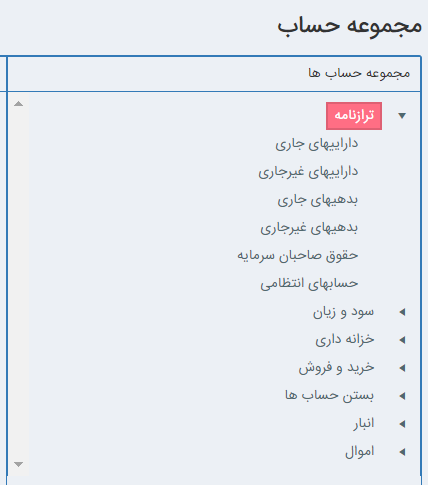 مجموعه حساب
مجموعه حساب ها
ترازنامه
داراییهای جاری
داراییهای غیرجاری
بدهیهای جاری
بدهیهای غیرجاری
حقوق صاحبان سرمایه
حسابهای انتظامی
سود و زیان
خزانه داری
خرید و فروش
بستن حساب ها
انبار
اموال